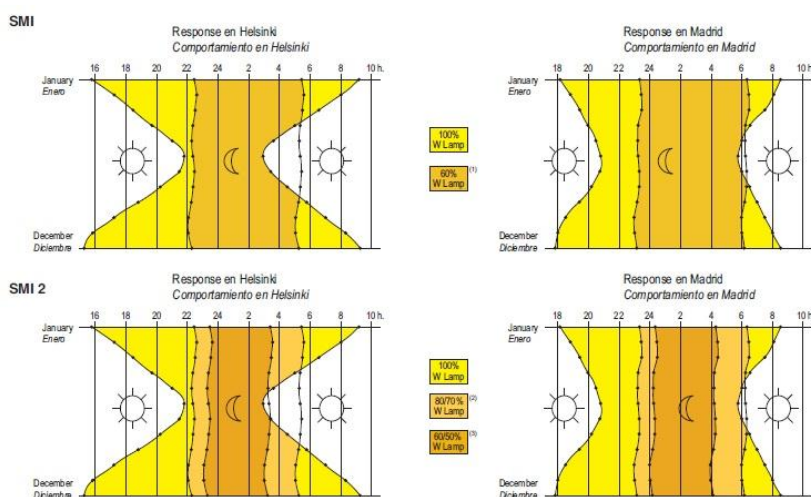 SMI
Response en Helsinki
Comportamiento en Helsinki
16 18 20 22 24 2 4 6 8 10 h.
January
Enero
December
Diciembre
100%
W Lamp
60%
W Lamp
(1)
Response en Madrid
Comportamiento en Madrid
18 20 22 24 2 4 6 8 10 h.
January
Enero
December
Diciembre
SMI 2
Response en Helsinki
Comportamiento en Helsinki
16 18 20 22 24 2 4 6 8 10 h.
January
Enero
December
Diciembre
100%
W Lamp
80/70%
W Lamp
(2)
60/50%
W Lamp
(3)
Response en Madrid
Comportamiento en Madrid
18 20 22 24 2 4 6 8 10 h.
January
Enero
December
Diciembre